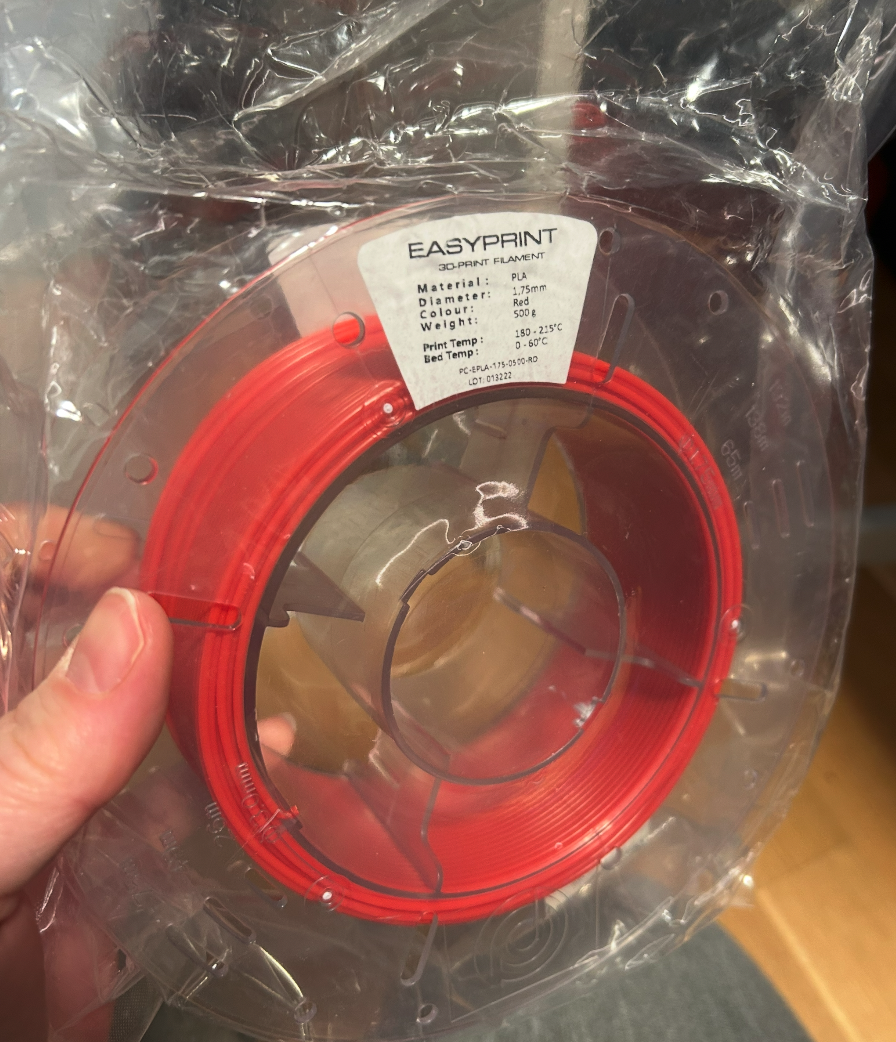 EASYPRINT
3D-PRINT FILAMENT
Material: PLA
Diameter: 1,75mm
Colour: Red
Weight: 500 g
Print Temp: 180 - 215°C
Bed Temp: 0 - 60°C
PC-EPLA-175-0500-RD
LOT: 013222
65m